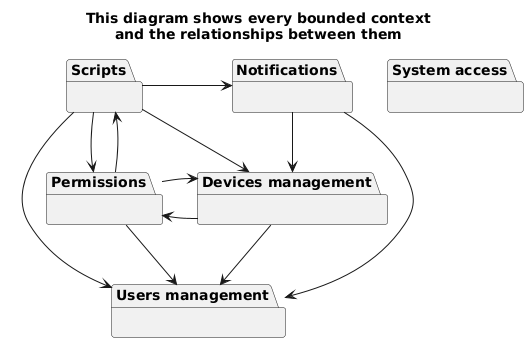 This diagram shows every bounded context
and the relationships between them
Scripts
Notifications
System access
Permissions
Devices management
Users management